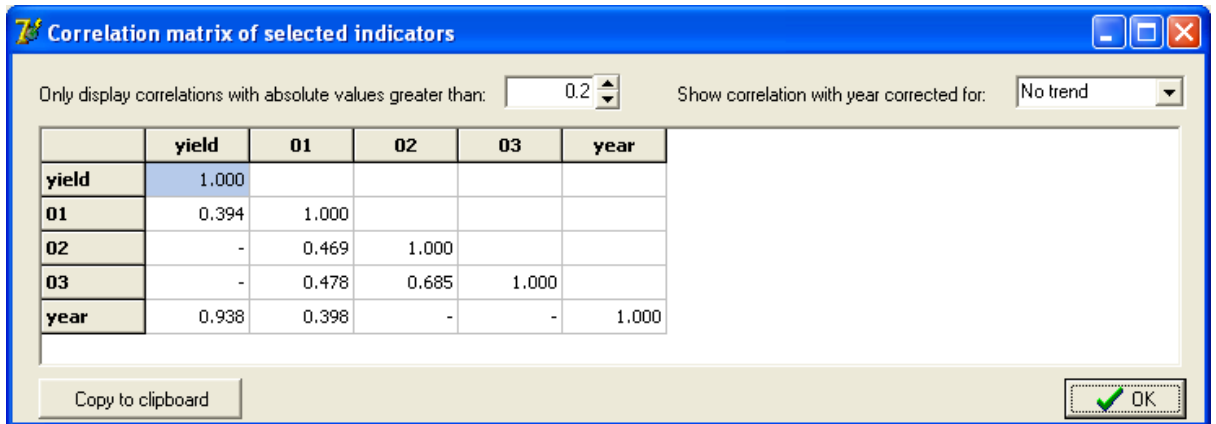 Correlation matrix of selected indicators
Only display correlations with absolute values greater than: 0.2 Show correlation with year corrected for: No trend
yield 01 02 03 year
yield 1.000
01 0.394 1.000
02 - 0.469 1.000
03 - 0.478 0.685 1.000
year 0.938 0.398 - - 1.000
Copy to clipboard OK